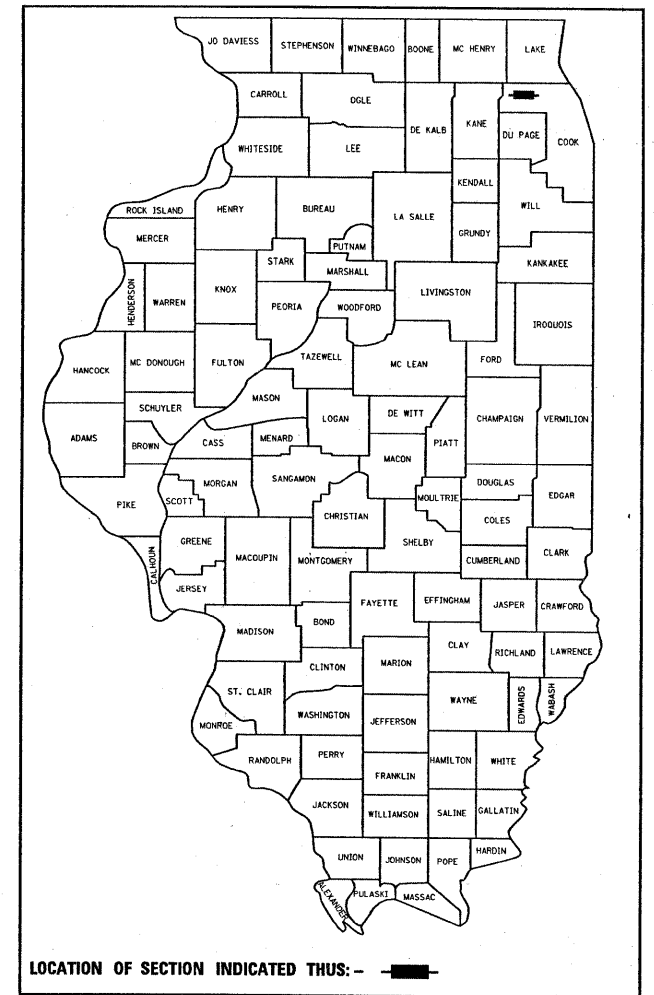 JO DAVIESS
STEPHENSON
WINNEBAGO
BOONE
MC HENRY
LAKE
CARROLL
OGLE
DE KALB
KANE
DU PAGE
COOK
WHITESIDE
LEE
KENDALL
ROCK ISLAND
HENRY
BUREAU
LA SALLE
WILL
GRUNDY
MERCER
PUTNAM
STARK
MARSHALL
KANKAKEE
HENDERSON
WARREN
KNOX
PEORIA
WOODFORD
LIVINGSTON
IROQUOIS
FORD
HANCOCK
MC DONOUGH
FULTON
TAZEWELL
MC LEAN
MASON
SCHUYLER
LOGAN
DE WITT
CHAMPAIGN
VERMILION
ADAMS
BROWN
CASS
MENARD
PIATT
MACON
SANGAMON
MORGAN
SCOTT
PIKE
MOULTRIE
DOUGLAS
EDGAR
CHRISTIAN
COLES
GREENE
MACOUPIN
MONTGOMERY
SHELBY
CUMBERLAND
CLARK
CALHOUN
JERSEY
FAYETTE
EFFINGHAM
JASPER
CRAWFORD
MADISON
BOND
CLAY
RICHLAND
LAWRENCE
CLINTON
MARION
ST. CLAIR
WAYNE
EDWARDS
WABASH
WASHINGTON
JEFFERSON
MONROE
RANDOLPH
PERRY
HAMILTON
WHITE
FRANKLIN
JACKSON
WILLIAMSON
SALINE
GALLATIN
UNION
JOHNSON
POPE
HARDIN
ALEXANDER
PULASKI
MASSAC
LOCATION OF SECTION INDICATED THUS: -